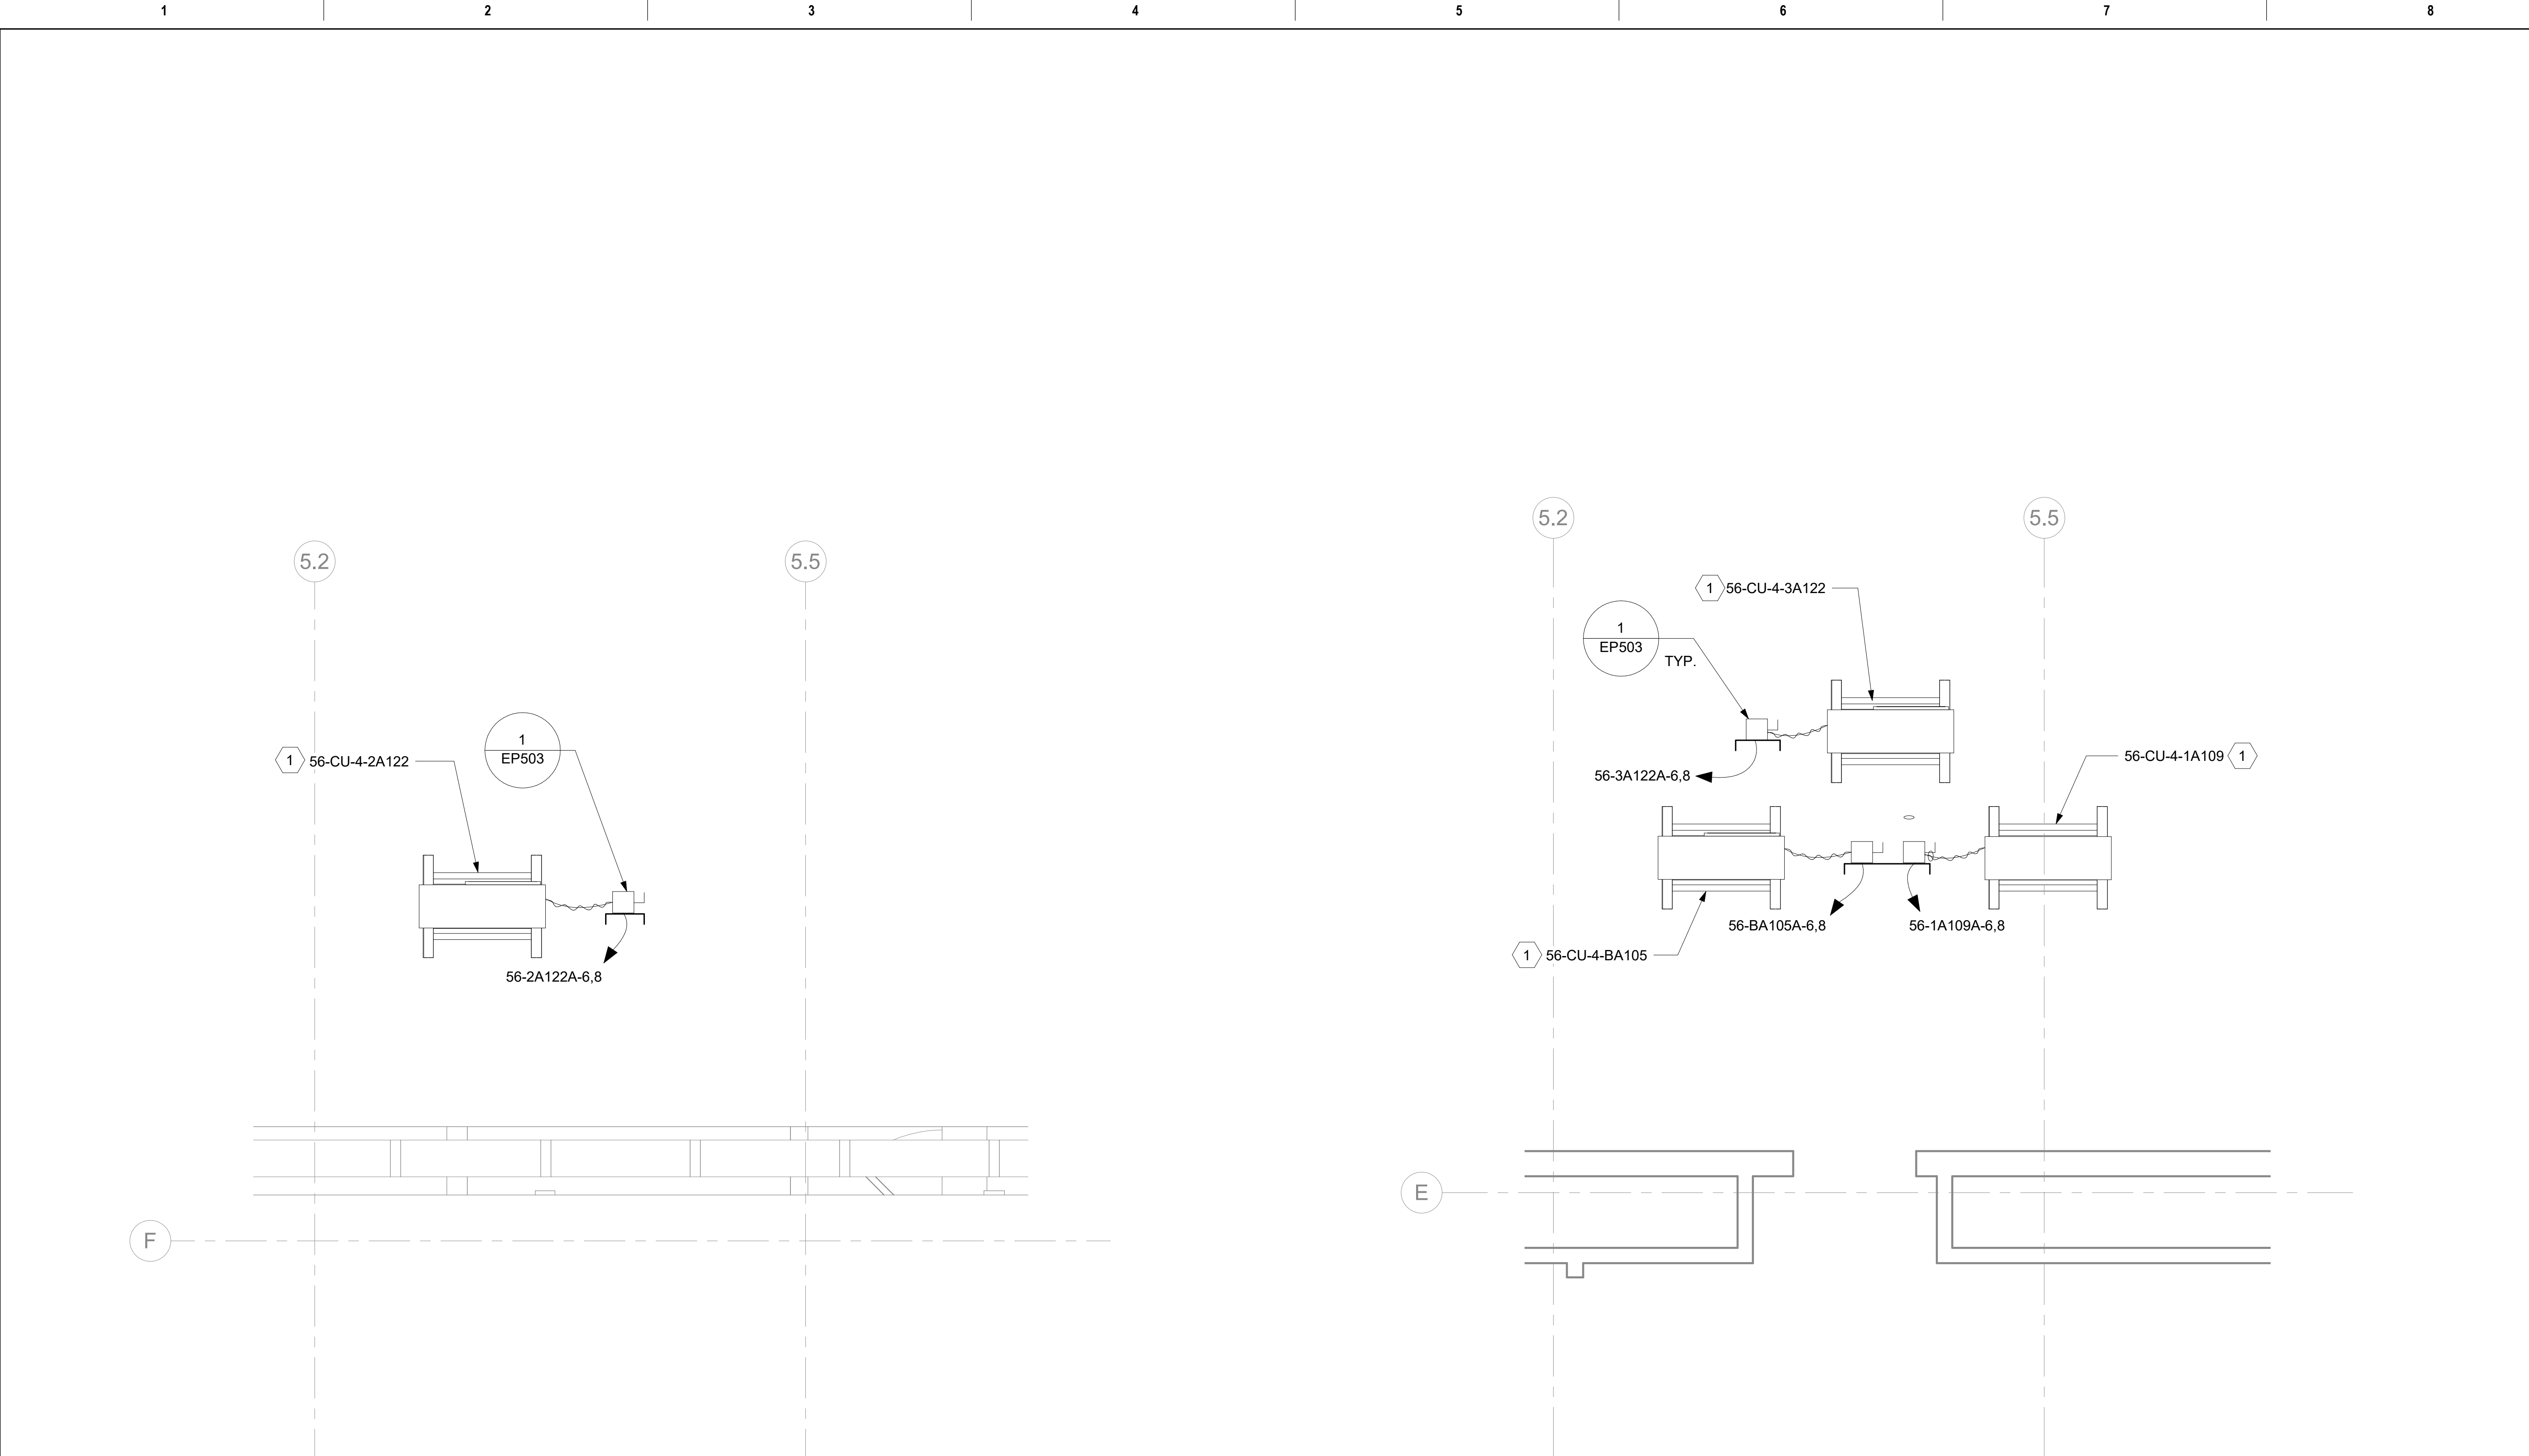 1 2 3 4 5 6 7 8
5.2 5.5
1 56-CU-4-2A122
1
EP503
56-2A122A-6,8
F
5.2 5.5
1 56-CU-4-3A122
1
EP503
TYP.
56-3A122A-6,8
56-CU-4-1A109 1
56-BA105A-6,8
56-1A109A-6,8
1 56-CU-4-BA105
E